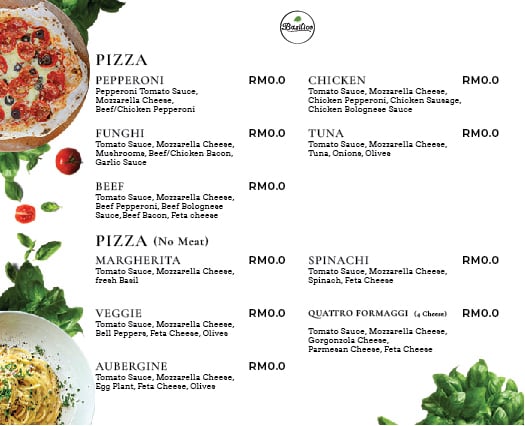 Basilico
PIZZA
PEPPERONI RM0.0
Pepperoni Tomato Sauce,
Mozzarella Cheese,
Beef/Chicken Pepperoni
CHICKEN RM0.0
Tomato Sauce, Mozzarella Cheese,
Chicken Pepperoni, Chicken Sausage,
Chicken Bolognese Sauce
FUNGHI RM0.0
Tomato Sauce, Mozzarella Cheese,
Mushrooms, Beef/Chicken Bacon,
Garlic Sauce
TUNA RM0.0
Tomato Sauce, Mozzarella Cheese,
Tuna, Onions, Olives
BEEF RM0.0
Tomato Sauce, Mozzarella Cheese,
Beef Pepperoni, Beef Bolognese
Sauce,Beef Bacon, Feta cheese
PIZZA (No Meat)
MARGHERITA RM0.0
Tomato Sauce, Mozzarella Cheese,
fresh Basil
SPINACHI RM0.0
Tomato Sauce, Mozzarella Cheese,
Spinach, Feta Cheese
VEGGIE RM0.0
Tomato Sauce, Mozzarella Cheese,
Bell Peppers, Feta Cheese, Olives
QUATTRO FORMAGGI (4 Cheese) RM0.0
Tomato Sauce, Mozzarella Cheese,
Gorgonzola Cheese,
Parmesan Cheese, Feta Cheese
AUBERGINE RM0.0
Tomato Sauce, Mozzarella Cheese,
Egg Plant, Feta Cheese, Olives